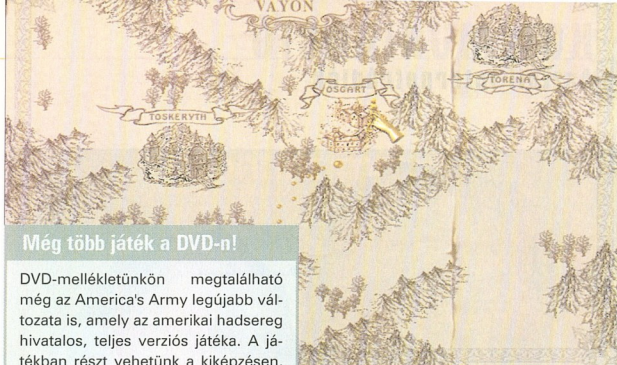 VAYON
TORENA
OSGART
TOSKERYTH
Még több játék a DVD-n!
DVD-mellékletünkön megtalálható
még az America's Army legújabb vál-
tozata is, amely az amerikai hadsereg
hivatalos, teljes verziós játéka. A já-
tékban részt vehetünk a kiképzésen,